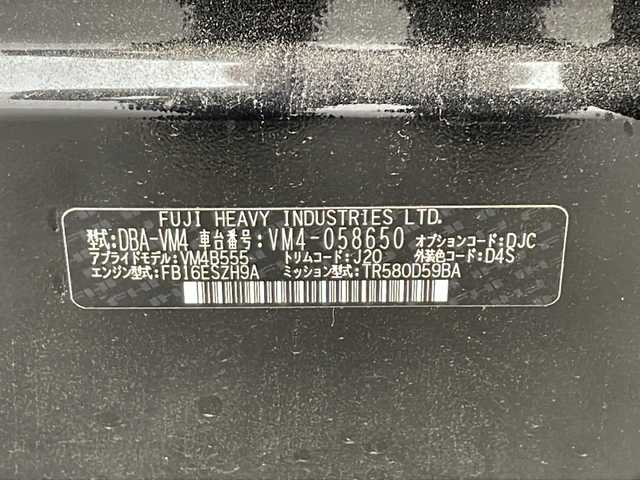 FUJI HEAVY INDUSTRIES LTD.
型式:DBA-VM4 車台番号:VM4-058650 オプションコード:DJC
アプライドモデル:VM4B555 トリムコード:J20 外装色コード:D4S
エンジン型式:FB16ESZH9A ミッション型式:TR580D59BA